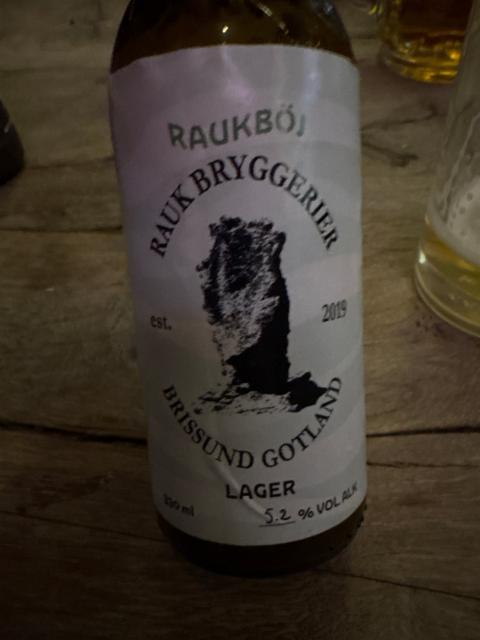 RAUKBÖJ
RAUK BRYGGERIER
est. 2019
BRISSUND GOTLAND
LAGER
330 ml 5.2 % VOL ALK